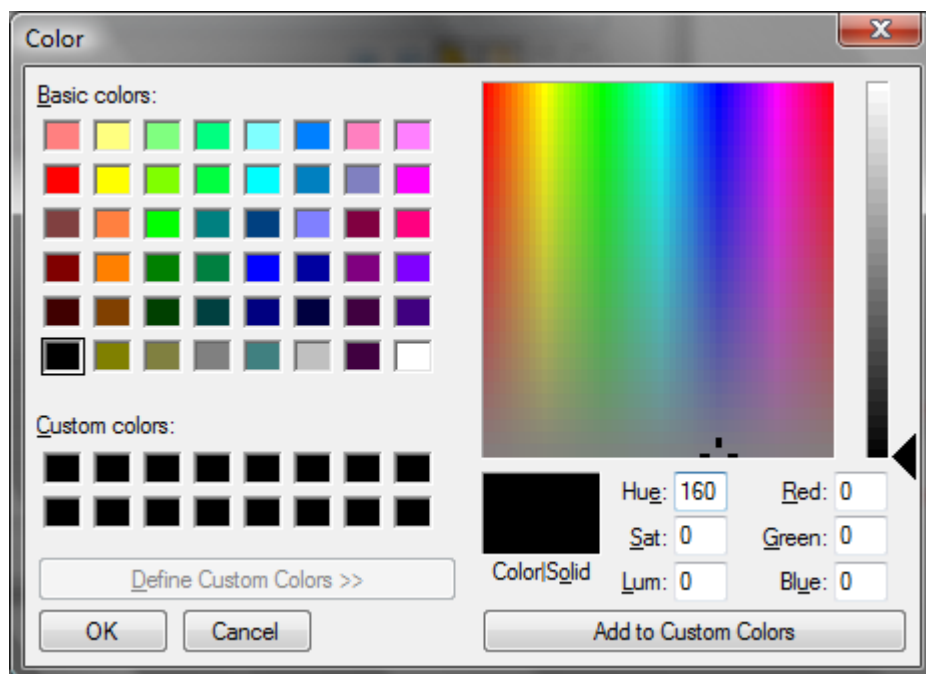 Color
Basic colors:
Custom colors:
Define Custom Colors >>
OK Cancel
Hue: 160 Red: 0
Sat: 0 Green: 0
Color|Solid
Lum: 0 Blue: 0
Add to Custom Colors